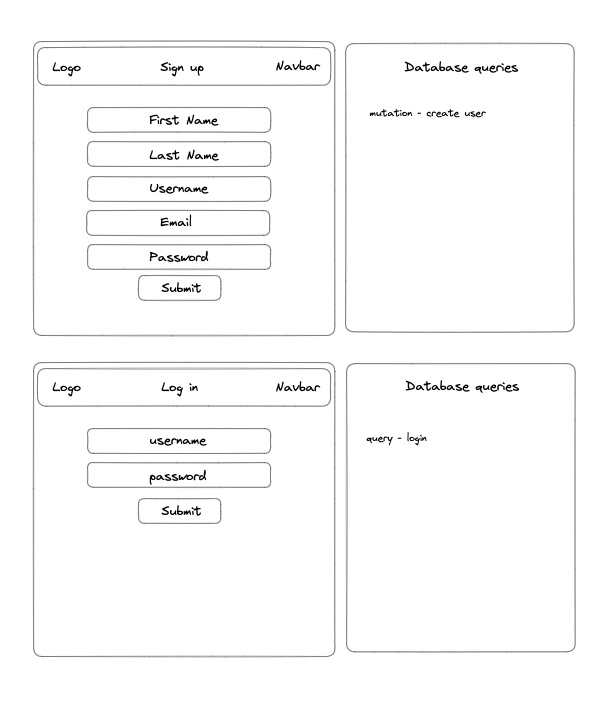 Logo Sign up Navbar
First Name
Last Name
Username
Email
Password
Submit
Database queries
mutation - create user
Logo Log in Navbar
username
password
Submit
Database queries
query - login